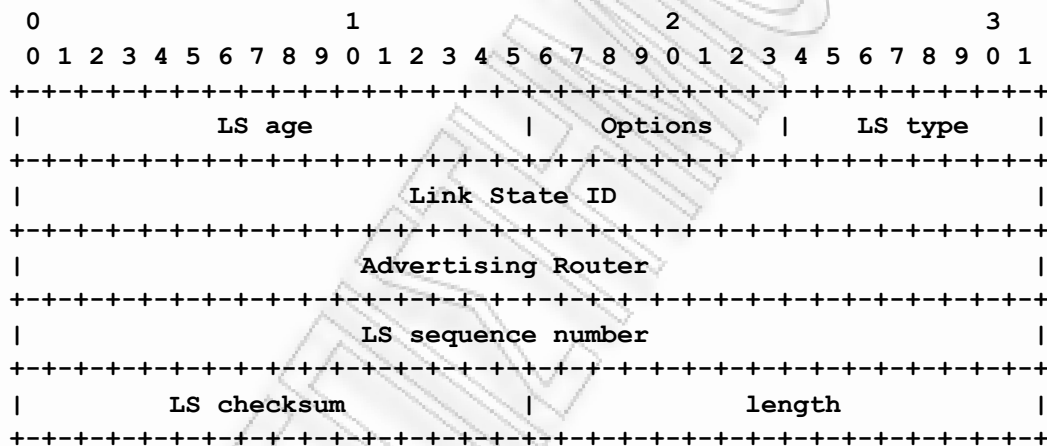 0                   1                   2                   3
0 1 2 3 4 5 6 7 8 9 0 1 2 3 4 5 6 7 8 9 0 1 2 3 4 5 6 7 8 9 0 1
+-+-+-+-+-+-+-+-+-+-+-+-+-+-+-+-+-+-+-+-+-+-+-+-+-+-+-+-+-+-+-+-+
|            LS age             |    Options    |    LS type    |
+-+-+-+-+-+-+-+-+-+-+-+-+-+-+-+-+-+-+-+-+-+-+-+-+-+-+-+-+-+-+-+-+
|                        Link State ID                          |
+-+-+-+-+-+-+-+-+-+-+-+-+-+-+-+-+-+-+-+-+-+-+-+-+-+-+-+-+-+-+-+-+
|                     Advertising Router                        |
+-+-+-+-+-+-+-+-+-+-+-+-+-+-+-+-+-+-+-+-+-+-+-+-+-+-+-+-+-+-+-+-+
|                     LS sequence number                        |
+-+-+-+-+-+-+-+-+-+-+-+-+-+-+-+-+-+-+-+-+-+-+-+-+-+-+-+-+-+-+-+-+
|         LS checksum           |             length            |
+-+-+-+-+-+-+-+-+-+-+-+-+-+-+-+-+-+-+-+-+-+-+-+-+-+-+-+-+-+-+-+-+